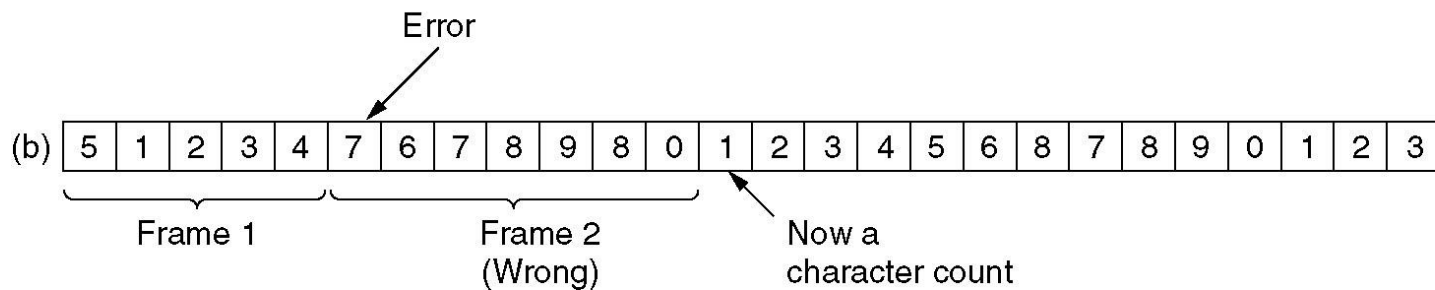 Error
(b) 5 1 2 3 4 7 6 7 8 9 8 0 1 2 3 4 5 6 8 7 8 9 0 1 2 3
Frame 1 Frame 2 Now a
(Wrong) character count